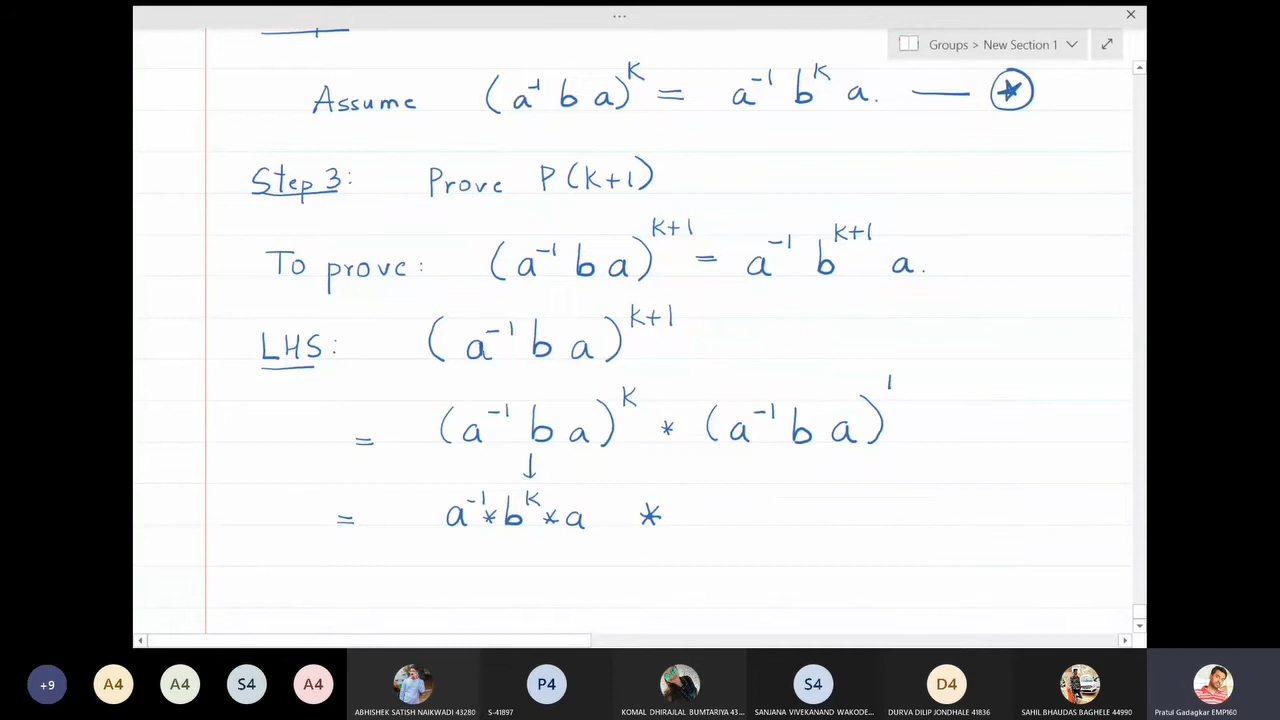 Groups > New Section 1
Assume (a⁻¹ b a)ᴷ = a⁻¹ bᴷ a. — ★
Step 3: Prove P(K+1)
To prove: (a⁻¹ b a)ᴷ⁺¹ = a⁻¹ bᴷ⁺¹ a.
LHS: (a⁻¹ b a)ᴷ⁺¹
= (a⁻¹ b a)ᴷ * (a⁻¹ b a)¹
↓
= a⁻¹ * bᴷ * a *
+9 A4 A4 S4 A4 P4 S4 D4
ABHISHEK SATISH NAIKWADI 43280 S-41897 KOMAL DHIRAJLAL BUMTARIYA 43... SANJANA VIVEKANAND WAKODE... DURVA DILIP JONDHALE 41836 SAHIL BHAUDAS BAGHELE 44990 Pratul Gadagkar EMP160